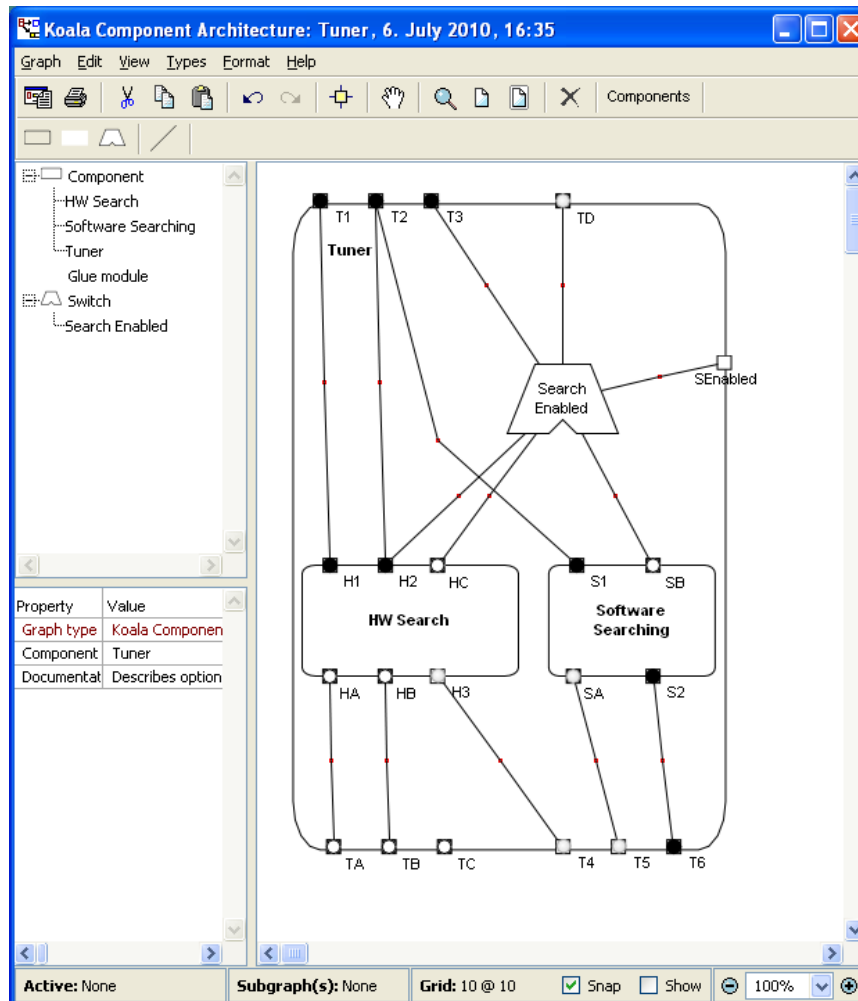 Koala Component Architecture: Tuner, 6. July 2010, 16:35
Graph Edit View Types Format Help
Components
Component
HW Search
Software Searching
Tuner
Glue module
Switch
Search Enabled
Property Value
Graph type Koala Componen
Component Tuner
Documentat Describes option
T1 T2 T3 TD
Tuner
SEnabled
Search
Enabled
H1 H2 HC S1 SB
HW Search
Software
Searching
HA HB H3 SA S2
TA TB TC T4 T5 T6
Active: None Subgraph(s): None Grid: 10 @ 10 Snap Show 100%